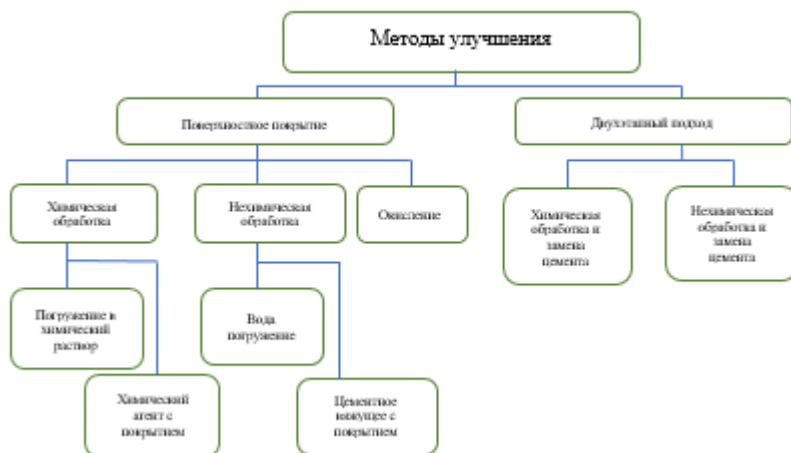 Методы улучшения
Поверхностное покрытие
Двухэтапный подход
Химическая
обработка
Нехимическая
обработка
Окисление
Химическая
обработка и
замена
цемента
Нехимическая
обработка и
замена
цемента
Погружение в
химический
раствор
Вода
погружение
Химический
агент с
покрытием
Цементное
вяжущее с
покрытием